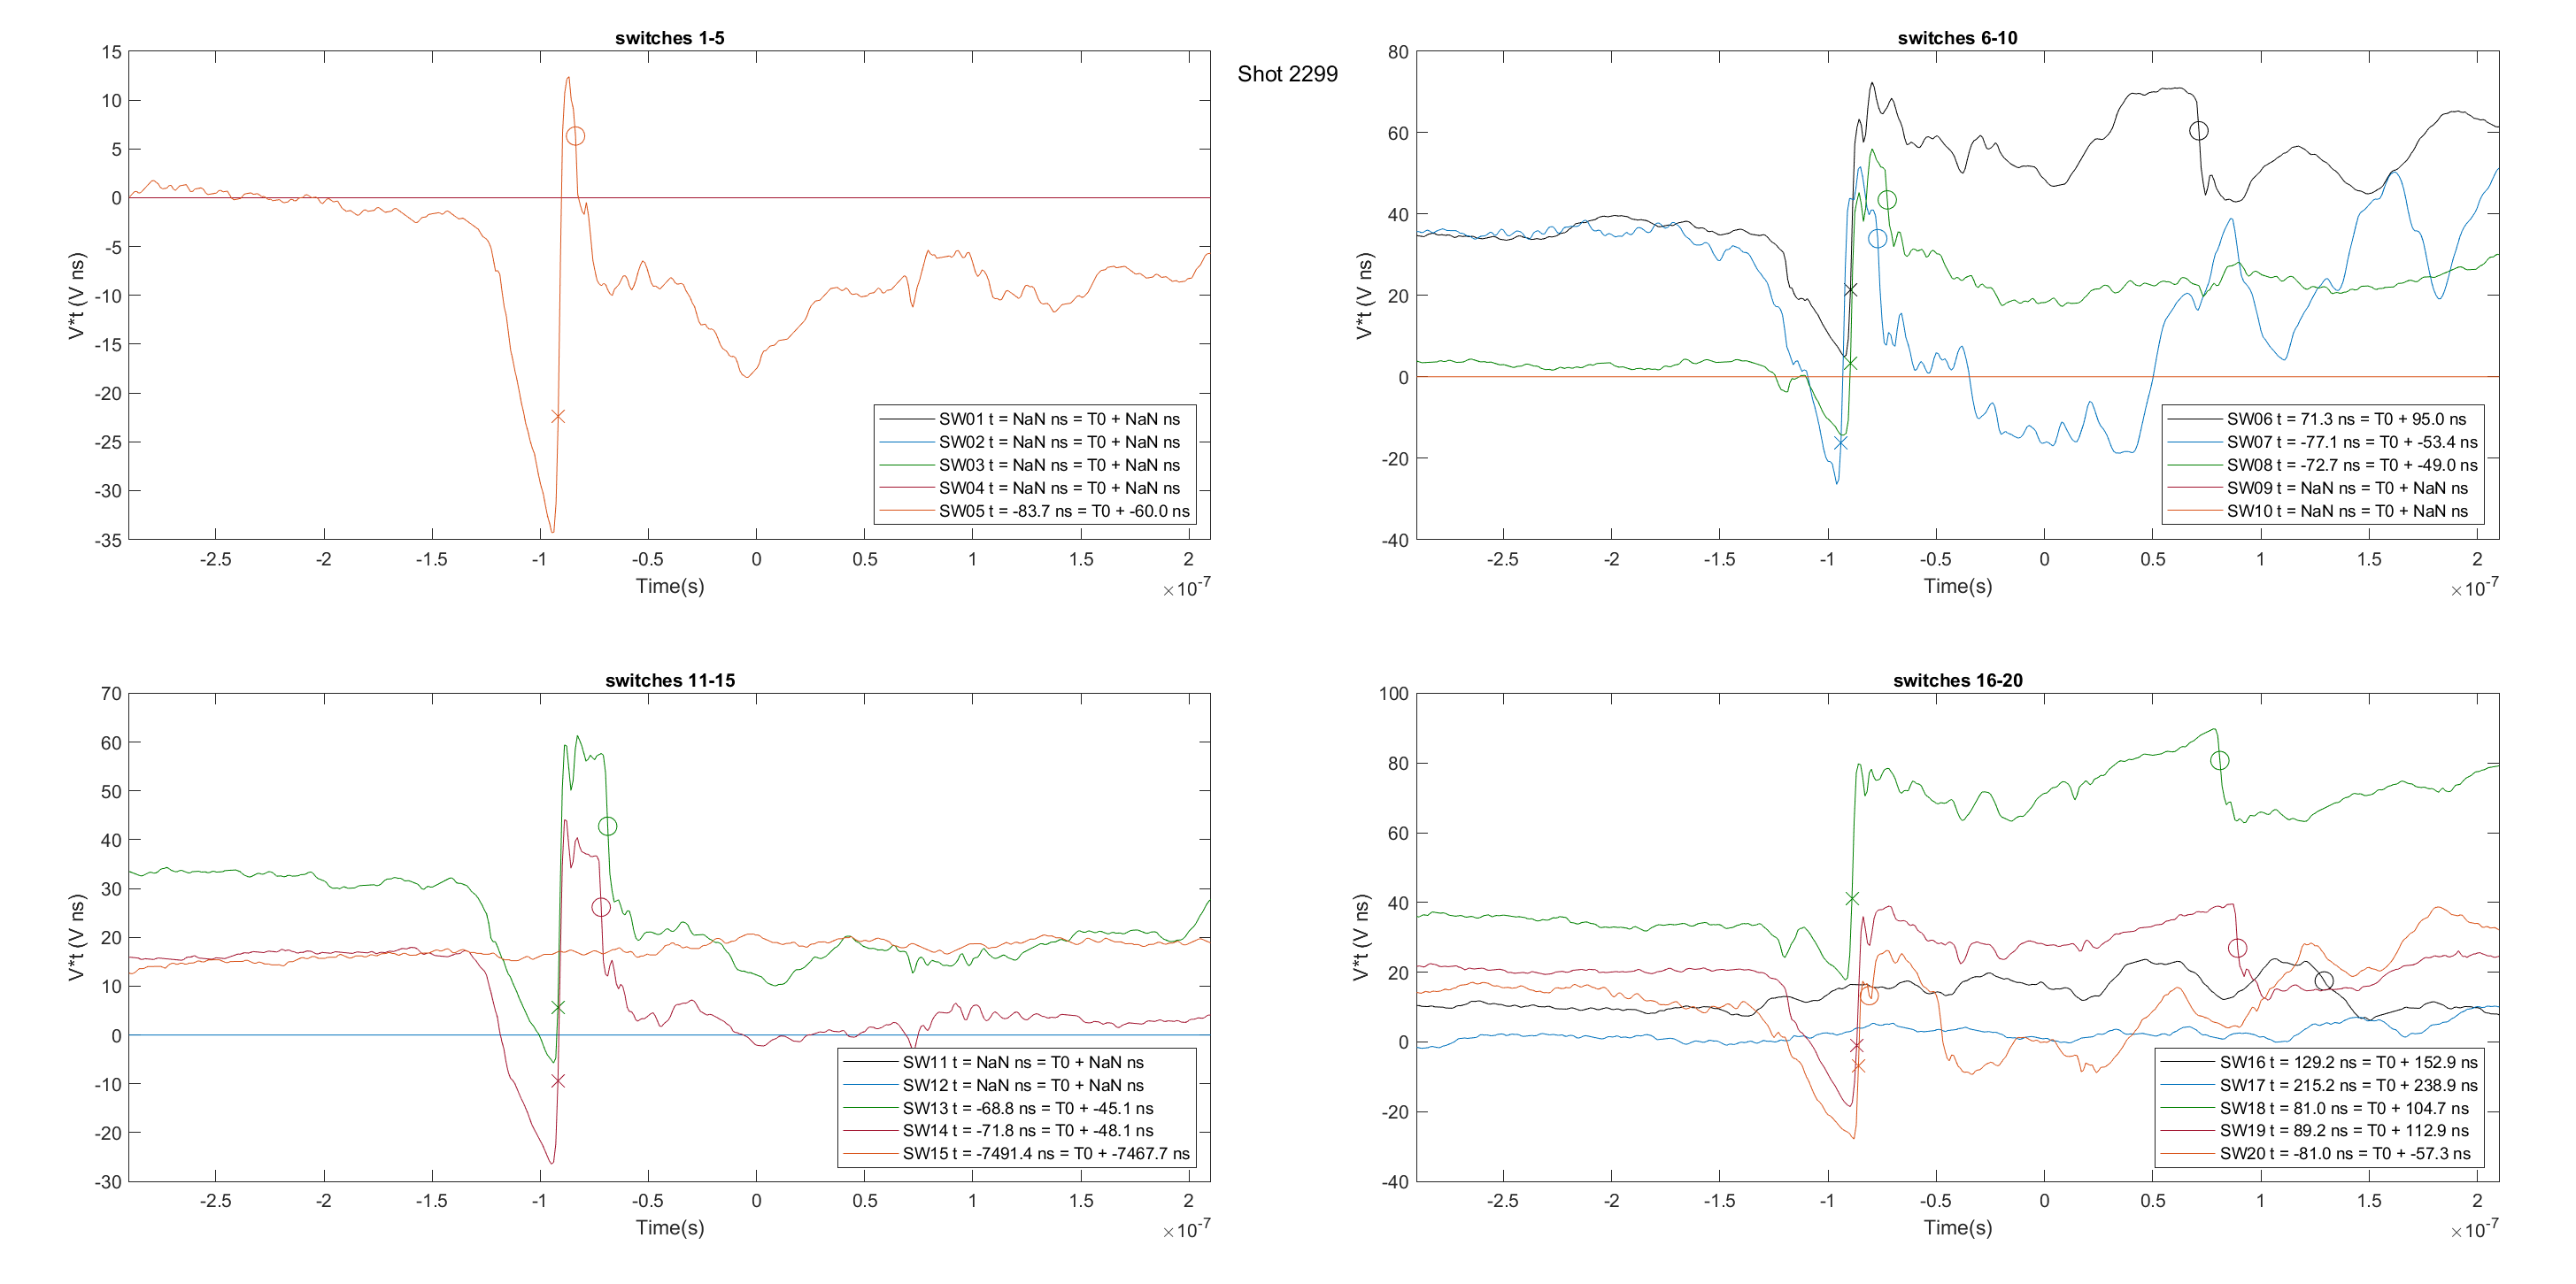 Shot 2299
switches 1-5
15
10
5
0
-5
-10
-15
-20
-25
-30
-35
V*t (V ns)
-2.5 -2 -1.5 -1 -0.5 0 0.5 1 1.5 2
Time(s)
×10-7
SW01 t = NaN ns = T0 + NaN ns
SW02 t = NaN ns = T0 + NaN ns
SW03 t = NaN ns = T0 + NaN ns
SW04 t = NaN ns = T0 + NaN ns
SW05 t = -83.7 ns = T0 + -60.0 ns
switches 6-10
80
60
40
20
0
-20
-40
V*t (V ns)
-2.5 -2 -1.5 -1 -0.5 0 0.5 1 1.5 2
Time(s)
×10-7
SW06 t = 71.3 ns = T0 + 95.0 ns
SW07 t = -77.1 ns = T0 + -53.4 ns
SW08 t = -72.7 ns = T0 + -49.0 ns
SW09 t = NaN ns = T0 + NaN ns
SW10 t = NaN ns = T0 + NaN ns
switches 11-15
70
60
50
40
30
20
10
0
-10
-20
-30
V*t (V ns)
-2.5 -2 -1.5 -1 -0.5 0 0.5 1 1.5 2
Time(s)
×10-7
SW11 t = NaN ns = T0 + NaN ns
SW12 t = NaN ns = T0 + NaN ns
SW13 t = -68.8 ns = T0 + -45.1 ns
SW14 t = -71.8 ns = T0 + -48.1 ns
SW15 t = -7491.4 ns = T0 + -7467.7 ns
switches 16-20
100
80
60
40
20
0
-20
-40
V*t (V ns)
-2.5 -2 -1.5 -1 -0.5 0 0.5 1 1.5 2
Time(s)
×10-7
SW16 t = 129.2 ns = T0 + 152.9 ns
SW17 t = 215.2 ns = T0 + 238.9 ns
SW18 t = 81.0 ns = T0 + 104.7 ns
SW19 t = 89.2 ns = T0 + 112.9 ns
SW20 t = -81.0 ns = T0 + -57.3 ns